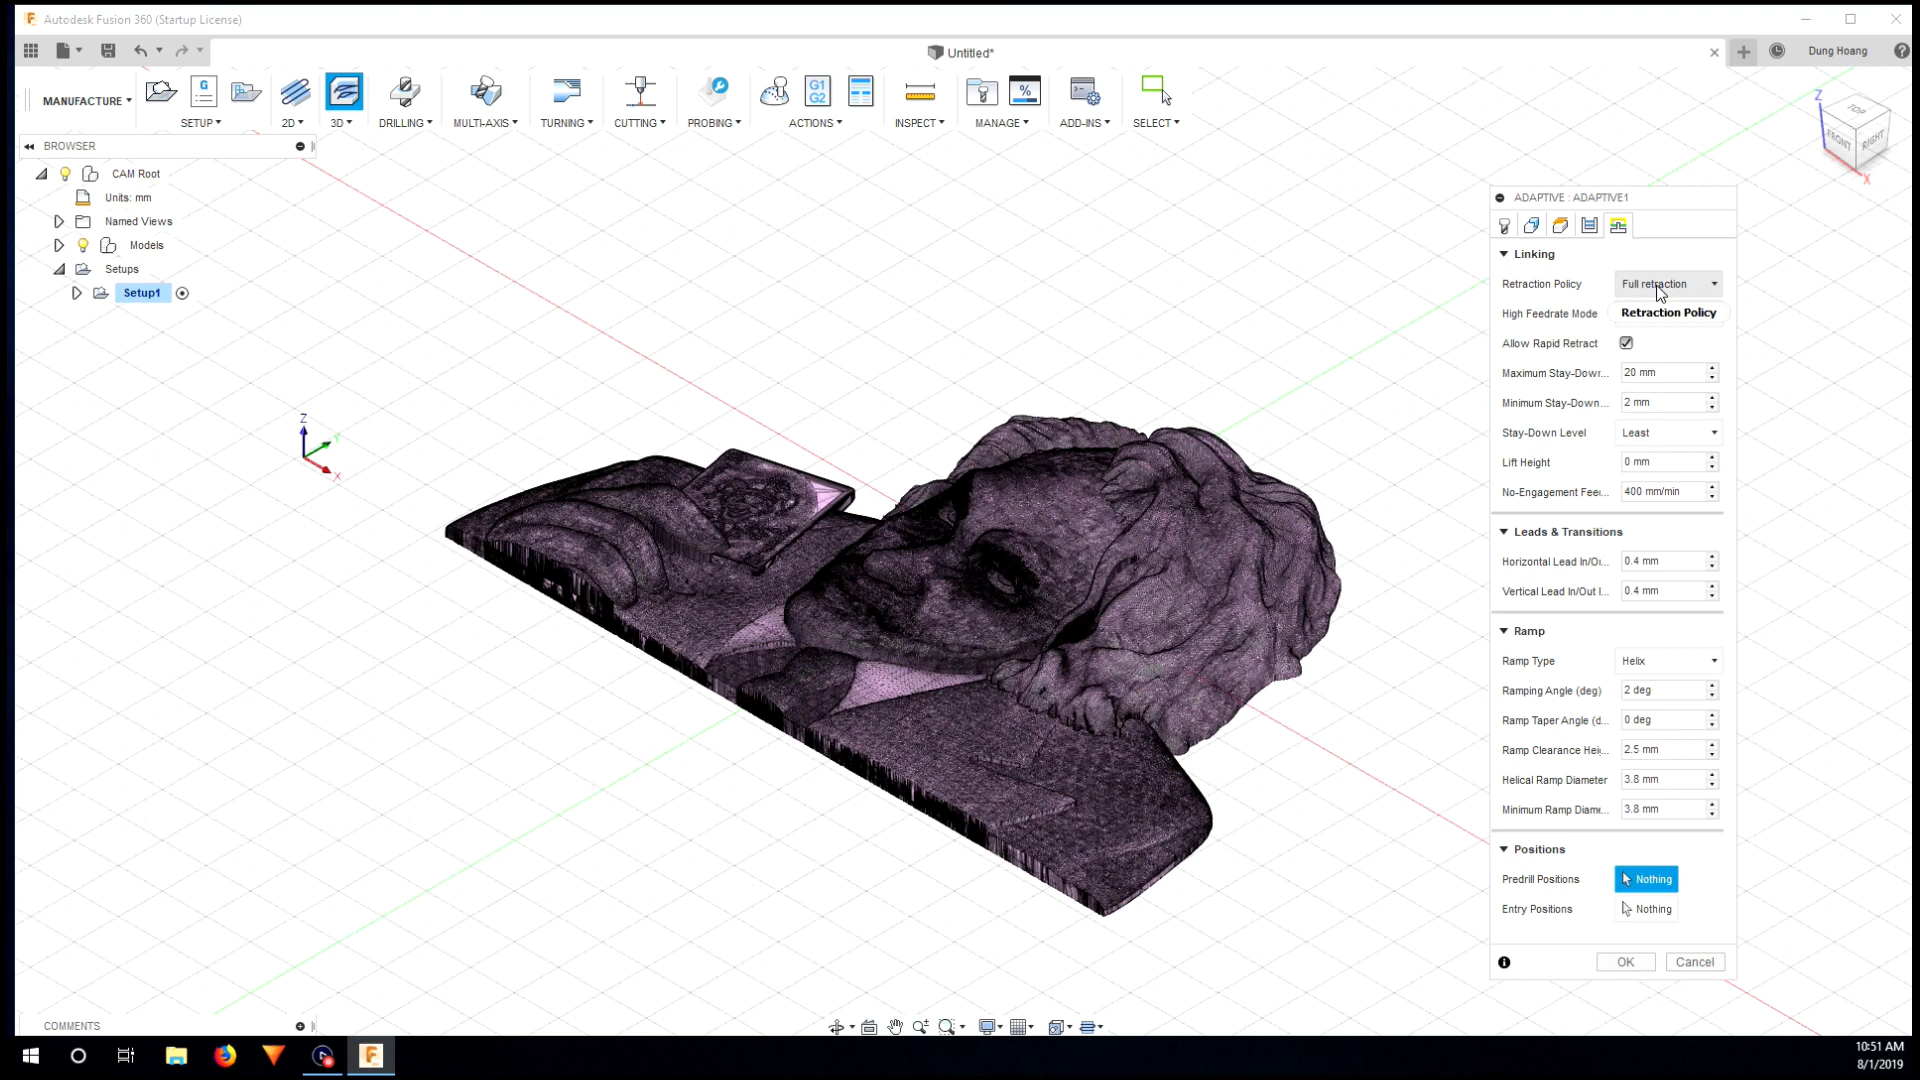 Autodesk Fusion 360 (Startup License)
Untitled*
Dung Hoang
MANUFACTURE
SETUP
2D
3D
DRILLING
MULTI-AXIS
TURNING
CUTTING
PROBING
ACTIONS
INSPECT
MANAGE
ADD-INS
SELECT
G
G1
G2
%
BROWSER
CAM Root
Units: mm
Named Views
Models
Setups
Setup1
Z
X
Y
Z
TOP
FRONT
RIGHT
X
ADAPTIVE : ADAPTIVE1
Linking
Retraction Policy Full retraction
High Feedrate Mode
Retraction Policy
Allow Rapid Retract
Maximum Stay-Down... 20 mm
Minimum Stay-Down... 2 mm
Stay-Down Level Least
Lift Height 0 mm
No-Engagement Fee... 400 mm/min
Leads & Transitions
Horizontal Lead In/Ou... 0.4 mm
Vertical Lead In/Out I... 0.4 mm
Ramp
Ramp Type Helix
Ramping Angle (deg) 2 deg
Ramp Taper Angle (d... 0 deg
Ramp Clearance Hei... 2.5 mm
Helical Ramp Diameter 3.8 mm
Minimum Ramp Diame... 3.8 mm
Positions
Predrill Positions Nothing
Entry Positions Nothing
OK Cancel
COMMENTS
10:51 AM
8/1/2019